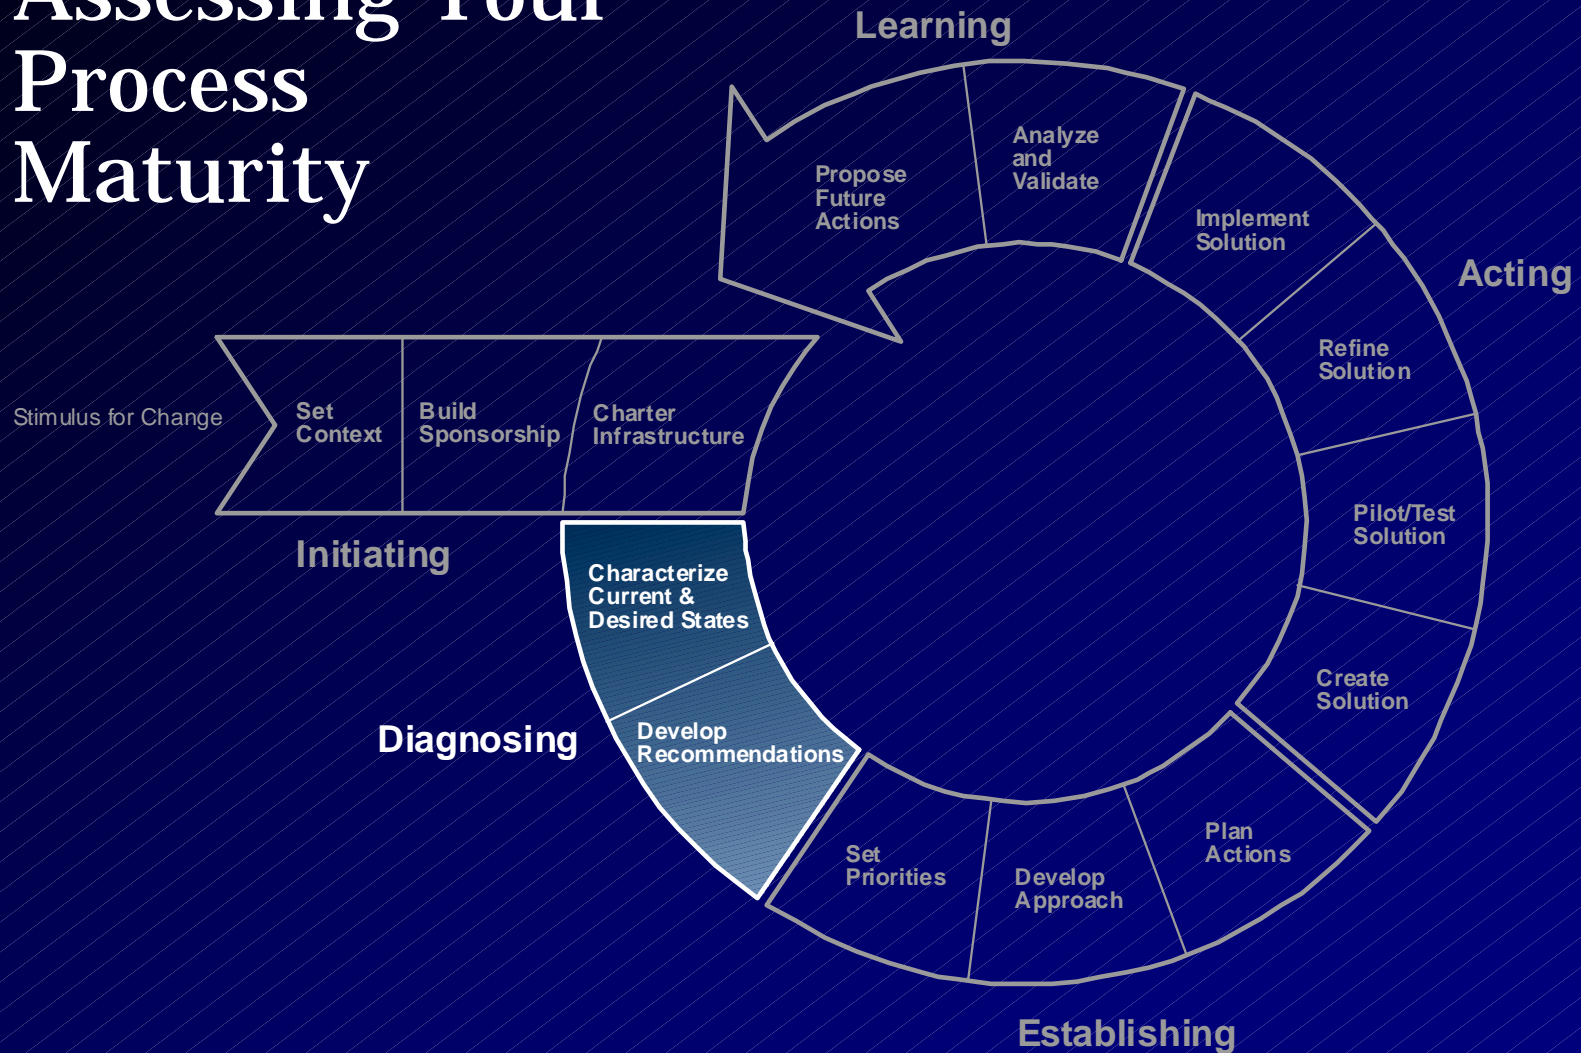 Assessing Your
Process
Maturity
Learning
Analyze
and
Validate
Propose
Future
Actions
Implement
Solution
Acting
Refine
Solution
Stimulus for Change
Set
Context
Build
Sponsorship
Charter
Infrastructure
Pilot/Test
Solution
Initiating
Characterize
Current &
Desired States
Create
Solution
Diagnosing
Develop
Recommendations
Plan
Actions
Set
Priorities
Develop
Approach
Establishing